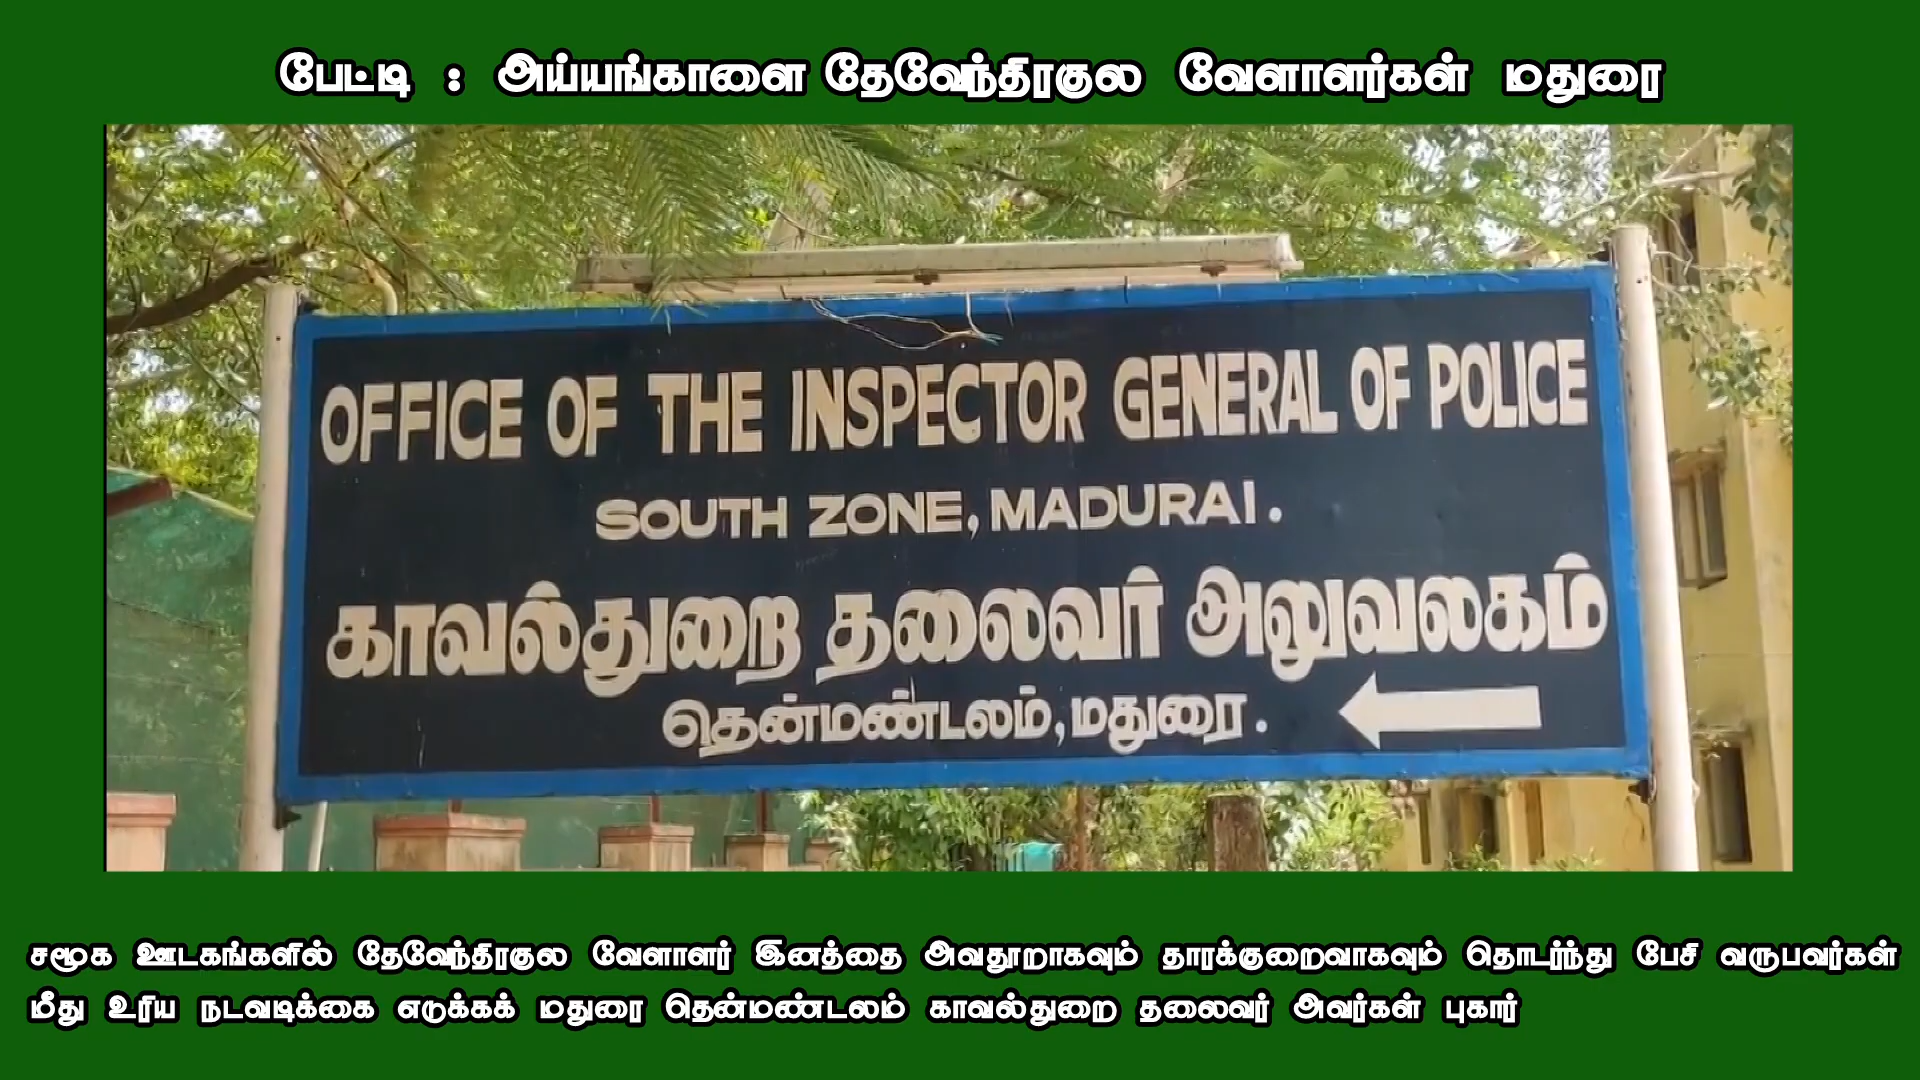 பேட்டி : அய்யங்காளை தேவேந்திரகுல வேளாளர்கள் மதுரை
OFFICE OF THE INSPECTOR GENERAL OF POLICE
SOUTH ZONE, MADURAI.
காவல்துறை தலைவர் அலுவலகம்
தென்மண்டலம், மதுரை.
சமூக ஊடகங்களில் தேவேந்திரகுல வேளாளர் இனத்தை அவதூறாகவும் தாரக்குறைவாகவும் தொடர்ந்து பேசி வருபவர்கள்
மீது உரிய நடவடிக்கை எடுக்கக் மதுரை தென்மண்டலம் காவல்துறை தலைவர் அவர்கள் புகார்